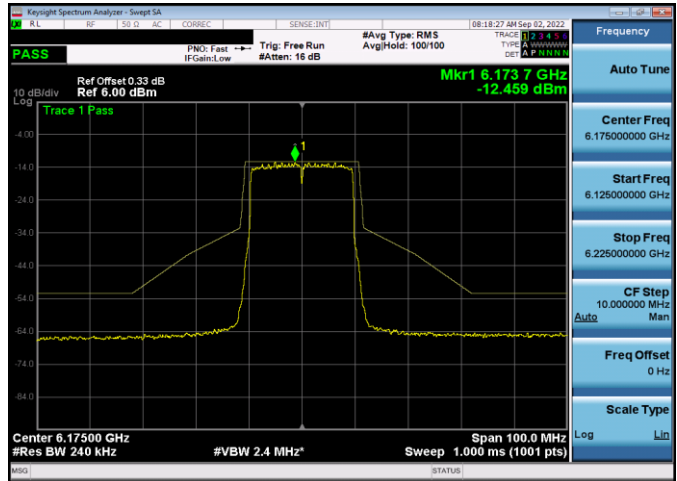 Keysight Spectrum Analyzer - Swept SA
RL RF 50 Ω AC CORREC SENSE:INT 08:18:27 AM Sep 02, 2022
PASS
PNO: Fast
IFGain:Low
Trig: Free Run
#Atten: 16 dB
#Avg Type: RMS
Avg|Hold: 100/100
TRACE 1 2 3 4 5 6
TYPE A WWWWW
DET A P N N N N
Ref Offset 0.33 dB
10 dB/div Ref 6.00 dBm
Log
Mkr1 6.173 7 GHz
-12.459 dBm
Trace 1 Pass
1
-4.00
-14.0
-24.0
-34.0
-44.0
-54.0
-64.0
-74.0
-84.0
Center 6.17500 GHz Span 100.0 MHz
#Res BW 240 kHz #VBW 2.4 MHz* Sweep 1.000 ms (1001 pts)
MSG STATUS
Frequency
Auto Tune
Center Freq
6.175000000 GHz
Start Freq
6.125000000 GHz
Stop Freq
6.225000000 GHz
CF Step
10.000000 MHz
Auto Man
Freq Offset
0 Hz
Scale Type
Log Lin